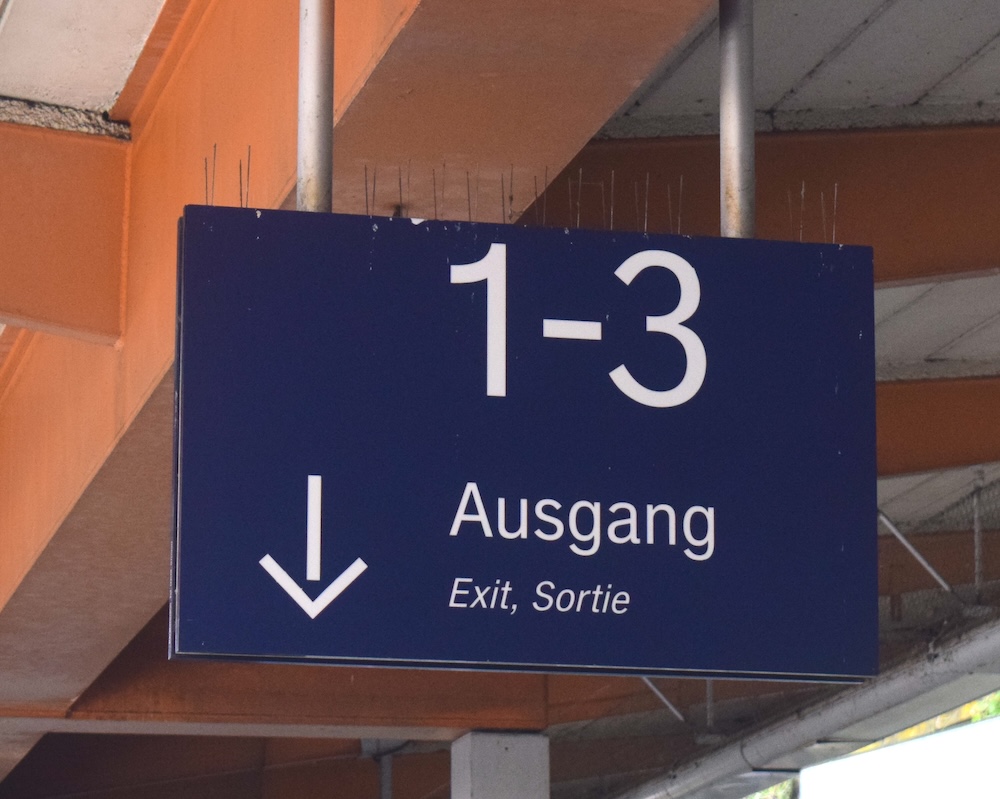 1-3
Ausgang
Exit, Sortie